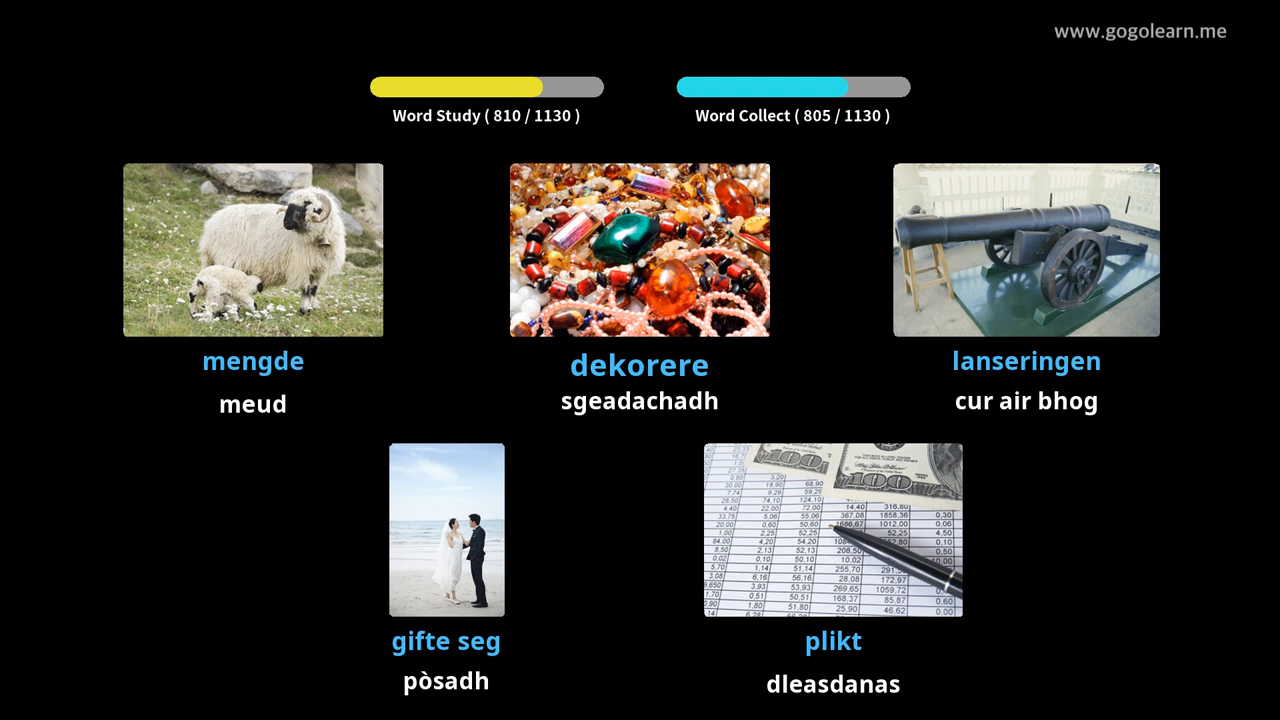 www.gogolearn.me
Word Study ( 810 / 1130 )
Word Collect ( 805 / 1130 )
mengde
meud
dekorere
sgeadachadh
lanseringen
cur air bhog
gifte seg
pòsadh
plikt
dleasdanas